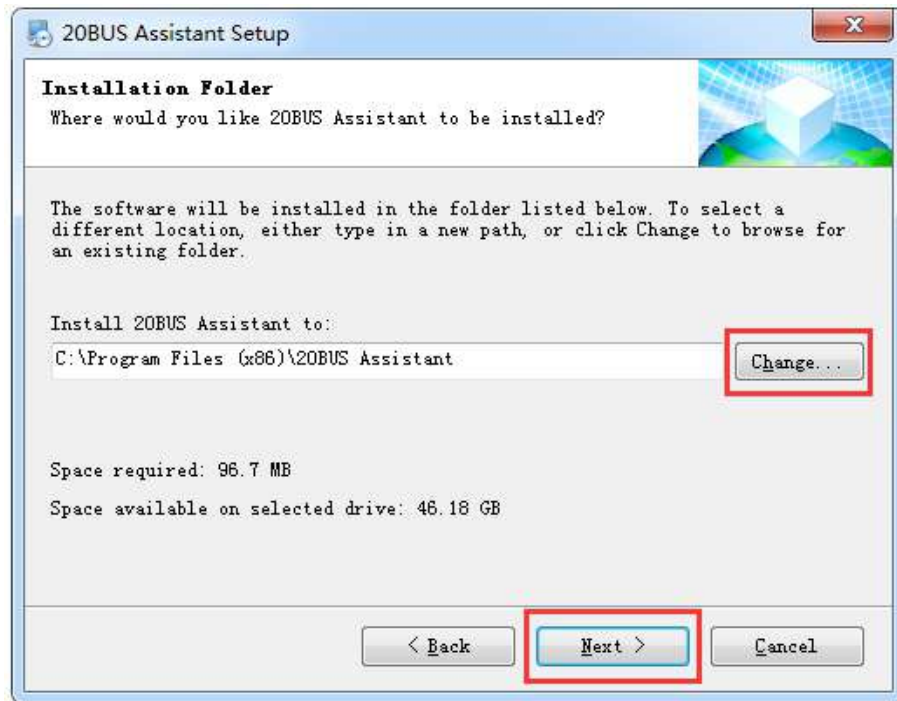 20BUS Assistant Setup
Installation Folder
Where would you like 20BUS Assistant to be installed?
The software will be installed in the folder listed below. To select a
different location, either type in a new path, or click Change to browse for
an existing folder.
Install 20BUS Assistant to:
C:\Program Files (x86)\20BUS Assistant
Change...
Space required: 96.7 MB
Space available on selected drive: 46.18 GB
< Back
Next >
Cancel